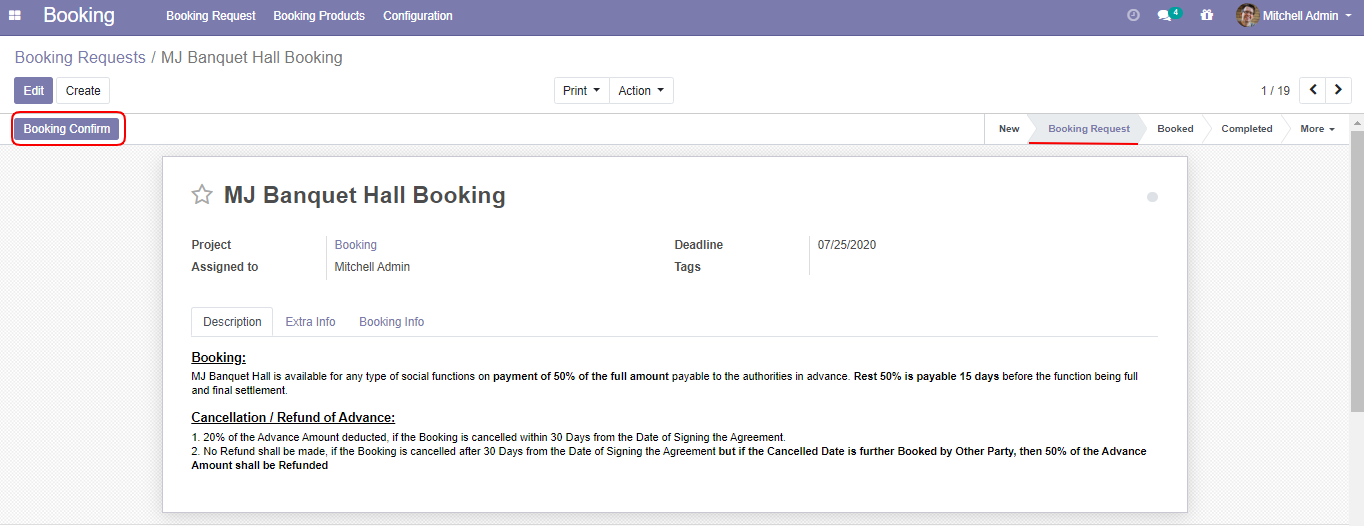 Booking Booking Request Booking Products Configuration 4 Mitchell Admin
Booking Requests / MJ Banquet Hall Booking
Edit Create Print Action 1 / 19
Booking Confirm New Booking Request Booked Completed More
MJ Banquet Hall Booking
Project Booking Deadline 07/25/2020
Assigned to Mitchell Admin Tags
Description Extra Info Booking Info
Booking:
MJ Banquet Hall is available for any type of social functions on payment of 50% of the full amount payable to the authorities in advance. Rest 50% is payable 15 days before the function being full
and final settlement.
Cancellation / Refund of Advance:
1. 20% of the Advance Amount deducted, if the Booking is cancelled within 30 Days from the Date of Signing the Agreement.
2. No Refund shall be made, if the Booking is cancelled after 30 Days from the Date of Signing the Agreement but if the Cancelled Date is further Booked by Other Party, then 50% of the Advance
Amount shall be Refunded